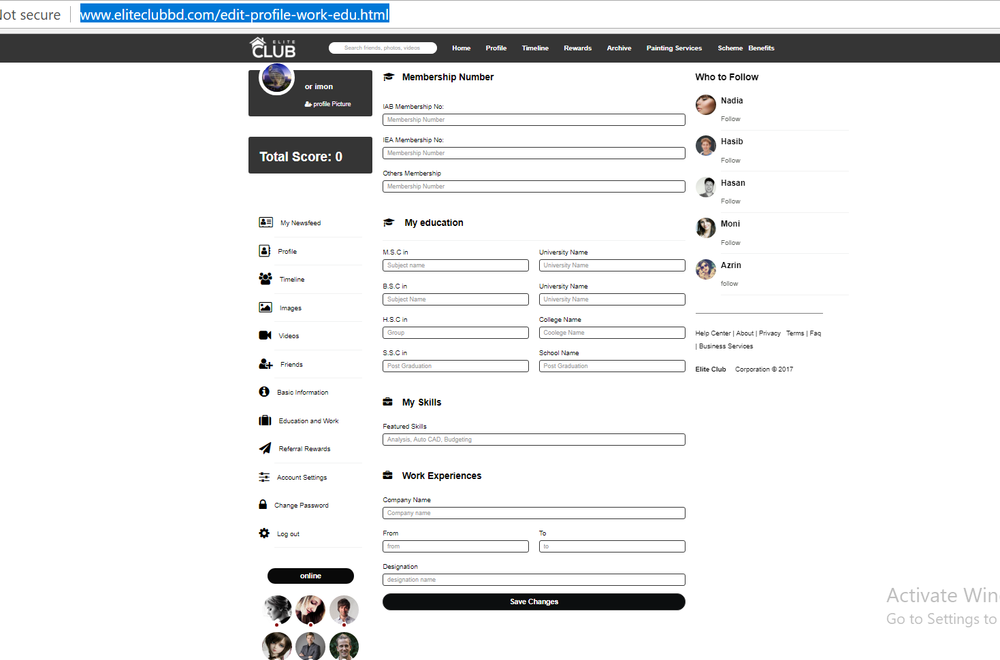 Not secure www.eliteclubbd.com/edit-profile-work-edu.html
ELITE
CLUB
Search friends, photos, videos
Home Profile Timeline Rewards Archive Painting Services Scheme Benefits
or imon
profile Picture
Total Score: 0
My Newsfeed
Profile
Timeline
Images
Videos
Friends
Basic Information
Education and Work
Referral Rewards
Account Settings
Change Password
Log out
online
Membership Number
IAB Membership No:
Membership Number
IEA Membership No:
Membership Number
Others Membership
Membership Number
My education
M.S.C in University Name
Subject name University Name
B.S.C in University Name
Subject Name University Name
H.S.C in College Name
Group Coolege Name
S.S.C in School Name
Post Graduation Post Graduation
My Skills
Featured Skills
Analysis, Auto CAD, Budgeting
Work Experiences
Company Name
Company name
From To
from to
Designation
designation name
Save Changes
Who to Follow
Nadia
Follow
Hasib
Follow
Hasan
Follow
Moni
Follow
Azrin
follow
Help Center | About | Privacy Terms | Faq
| Business Services
Elite Club Corporation © 2017
Activate Win
Go to Settings to